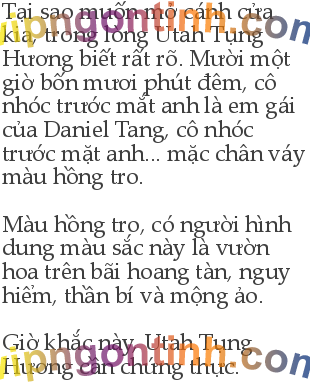 Tại sao muốn mở cánh cửa
kia, trong lòng Utah Tụng
Hương biết rất rõ. Mười một
giờ bốn mươi phút đêm, cô
nhóc trước mắt anh là em gái
của Daniel Tang, cô nhóc
trước mặt anh... mặc chân váy
màu hồng tro.
Màu hồng tro, có người hình
dung màu sắc này là vườn
hoa trên bãi hoang tàn, nguy
hiểm, thần bí và mộng ảo.
Giờ khắc này, Utah Tụng
Hương cần chứng thực.
vipngontinh.com
vipngontinh.com